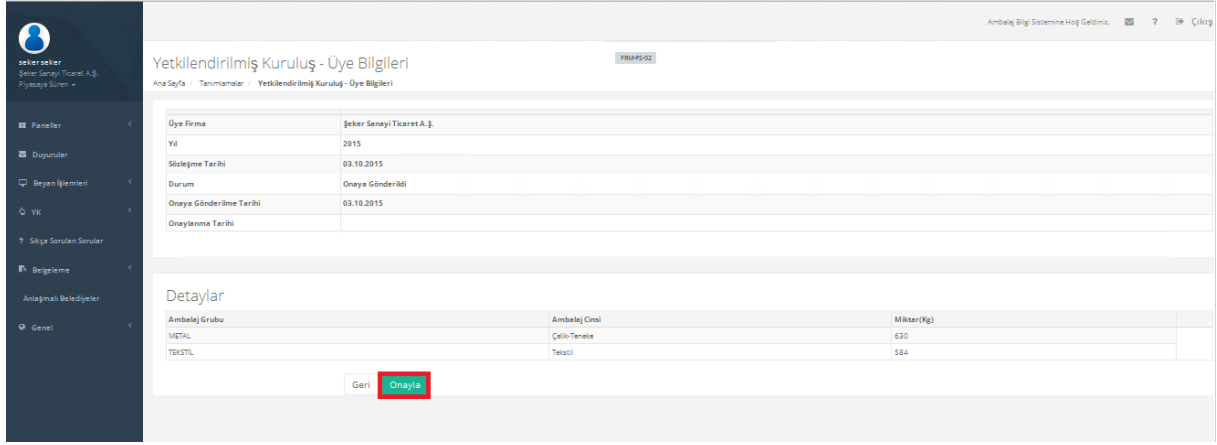 Ambalaj Bilgi Sistemine Hoş Geldiniz. ? Çıkış
seker seker
Şeker Sanayi Ticaret A.Ş.
Piyasaya Süren
Paneller
Duyurular
Beyan İşlemleri
YK
? Sıkça Sorulan Sorular
Belgeleme
Anlaşmalı Belediyeler
Genel
Yetkilendirilmiş Kuruluş - Üye Bilgileri
FRM-PS-02
Ana Sayfa / Tanımlamalar / Yetkilendirilmiş Kuruluş - Üye Bilgileri
Üye Firma Şeker Sanayi Ticaret A.Ş.
Yıl 2015
Sözleşme Tarihi 03.10.2015
Durum Onaya Gönderildi
Onaya Gönderilme Tarihi 03.10.2015
Onaylanma Tarihi
Detaylar
Ambalaj Grubu Ambalaj Cinsi Miktar(Kg)
METAL Çelik-Teneke 630
TEKSTİL Tekstil 584
Geri Onayla